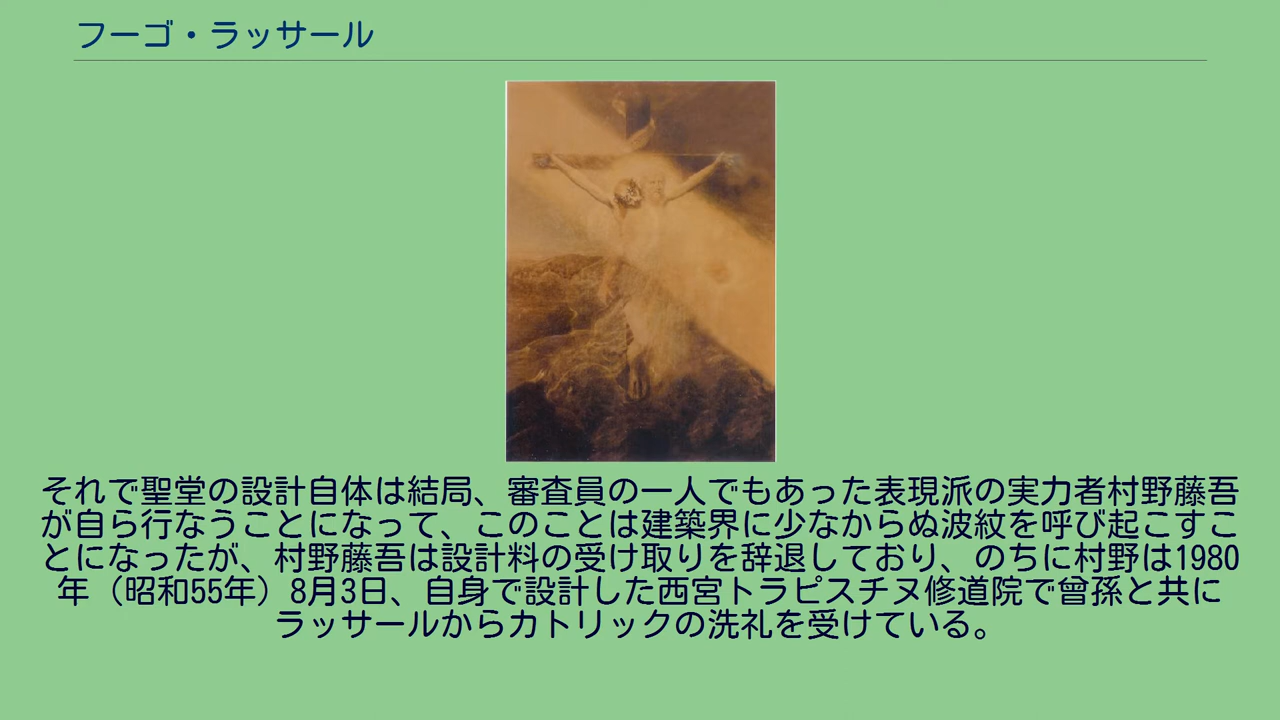 フーゴ・ラッサール
それで聖堂の設計自体は結局、審査員の一人でもあった表現派の実力者村野藤吾
が自ら行なうことになって、このことは建築界に少なからぬ波紋を呼び起こすこ
とになったが、村野藤吾は設計料の受け取りを辞退しており、のちに村野は1980
年（昭和55年）8月3日、自身で設計した西宮トラピスチヌ修道院で曾孫と共に
ラッサールからカトリックの洗礼を受けている。